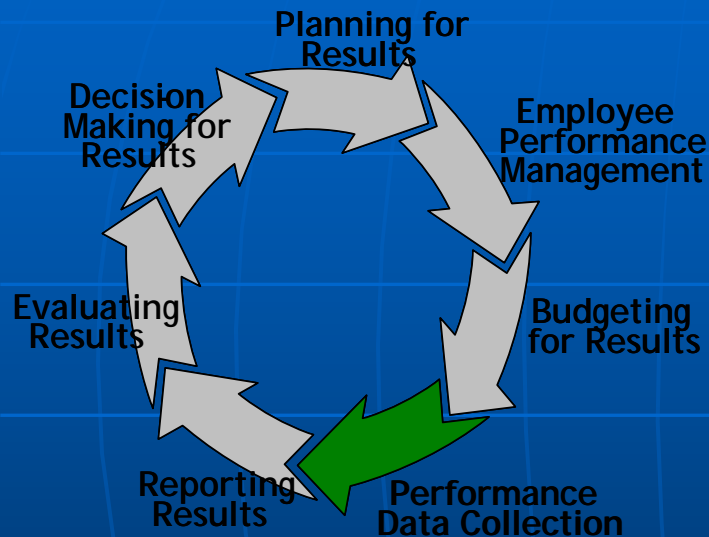 Planning for
Results
Employee
Performance
Management
Budgeting
for Results
Performance
Data Collection
Reporting
Results
Evaluating
Results
Decision
Making for
Results